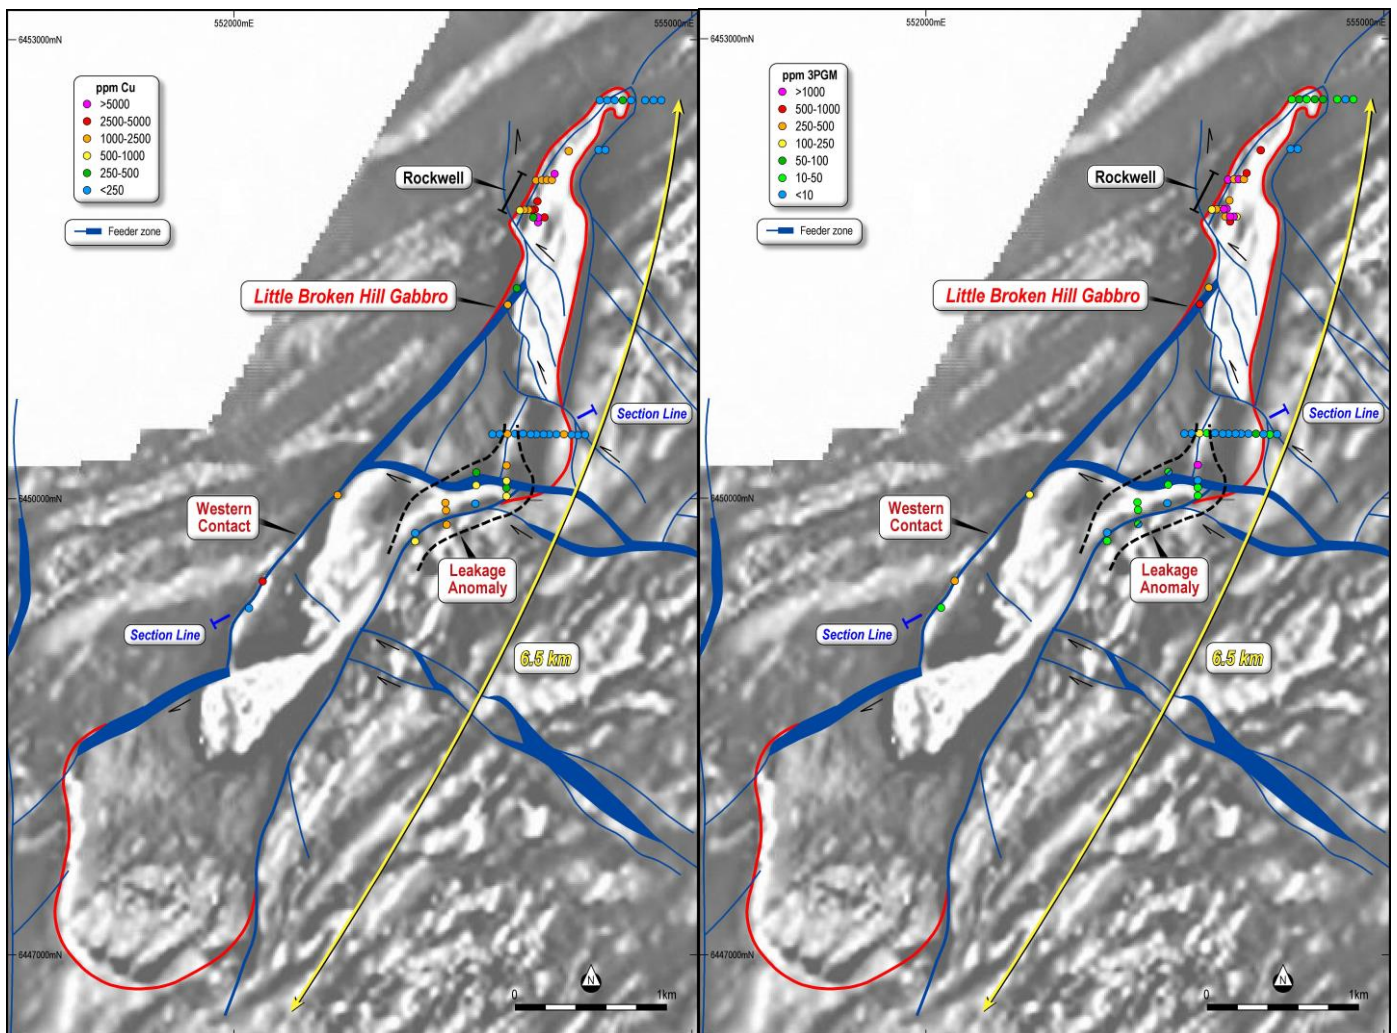 552000mE
555000mE
6453000mN
ppm Cu
>5000
2500-5000
1000-2500
500-1000
250-500
<250
Feeder zone
Rockwell
Little Broken Hill Gabbro
Section Line
6450000mN
Western
Contact
Leakage
Anomaly
Section Line
6.5 km
6447000mN
N
0
1km
552000mE
555000mE
6453000mN
ppm 3PGM
>1000
500-1000
250-500
100-250
50-100
10-50
<10
Feeder zone
Rockwell
Little Broken Hill Gabbro
Section Line
6450000mN
Western
Contact
Leakage
Anomaly
Section Line
6.5 km
6447000mN
N
0
1km